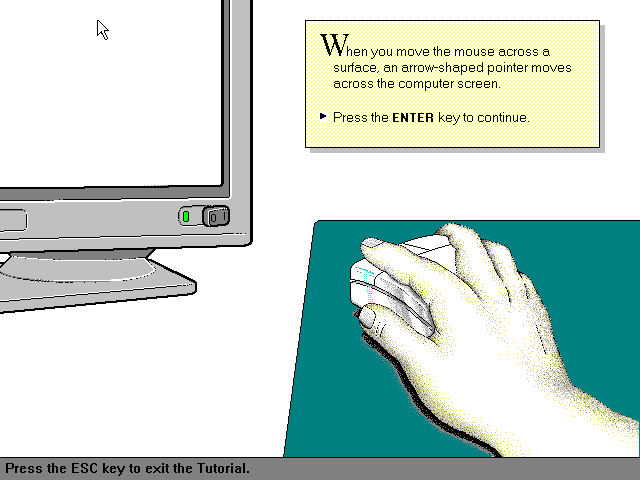 When you move the mouse across a
surface, an arrow-shaped pointer moves
across the computer screen.
Press the ENTER key to continue.
Press the ESC key to exit the Tutorial.